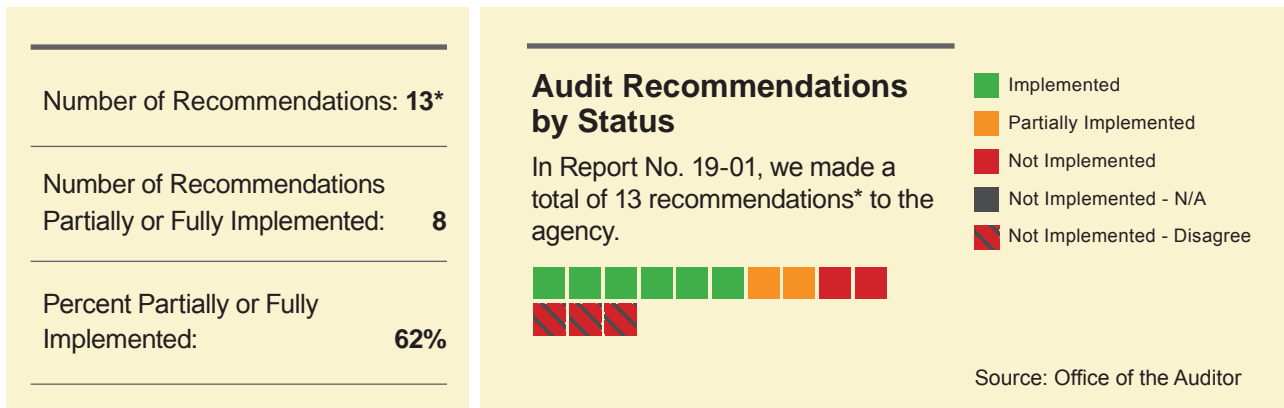 Number of Recommendations: 13*
Number of Recommendations
Partially or Fully Implemented: 8
Percent Partially or Fully
Implemented: 62%
Audit Recommendations
by Status
In Report No. 19-01, we made a
total of 13 recommendations* to the
agency.
Implemented
Partially Implemented
Not Implemented
Not Implemented - N/A
Not Implemented - Disagree
Source: Office of the Auditor